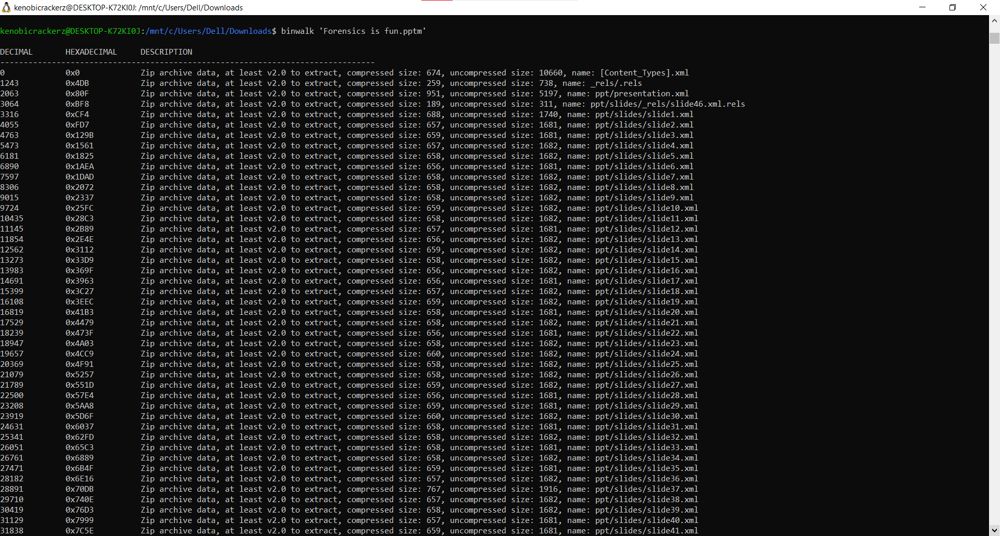 kenobicrackerz@DESKTOP-K72KI0J: /mnt/c/Users/Dell/Downloads
kenobicrackerz@DESKTOP-K72KI0J:/mnt/c/Users/Dell/Downloads$ binwalk 'Forensics is fun.pptm'
DECIMAL       HEXADECIMAL     DESCRIPTION
--------------------------------------------------------------------------------
0             0x0             Zip archive data, at least v2.0 to extract, compressed size: 674, uncompressed size: 10660, name: [Content_Types].xml
1243          0x4DB           Zip archive data, at least v2.0 to extract, compressed size: 259, uncompressed size: 738, name: _rels/.rels
2063          0x80F           Zip archive data, at least v2.0 to extract, compressed size: 951, uncompressed size: 5197, name: ppt/presentation.xml
3064          0xBF8           Zip archive data, at least v2.0 to extract, compressed size: 189, uncompressed size: 311, name: ppt/slides/_rels/slide46.xml.rels
3316          0xCF4           Zip archive data, at least v2.0 to extract, compressed size: 688, uncompressed size: 1740, name: ppt/slides/slide1.xml
4055          0xFD7           Zip archive data, at least v2.0 to extract, compressed size: 657, uncompressed size: 1681, name: ppt/slides/slide2.xml
4763          0x129B          Zip archive data, at least v2.0 to extract, compressed size: 659, uncompressed size: 1681, name: ppt/slides/slide3.xml
5473          0x1561          Zip archive data, at least v2.0 to extract, compressed size: 657, uncompressed size: 1682, name: ppt/slides/slide4.xml
6181          0x1825          Zip archive data, at least v2.0 to extract, compressed size: 658, uncompressed size: 1682, name: ppt/slides/slide5.xml
6890          0x1AEA          Zip archive data, at least v2.0 to extract, compressed size: 656, uncompressed size: 1681, name: ppt/slides/slide6.xml
7597          0x1DAD          Zip archive data, at least v2.0 to extract, compressed size: 658, uncompressed size: 1682, name: ppt/slides/slide7.xml
8306          0x2072          Zip archive data, at least v2.0 to extract, compressed size: 658, uncompressed size: 1682, name: ppt/slides/slide8.xml
9015          0x2337          Zip archive data, at least v2.0 to extract, compressed size: 658, uncompressed size: 1682, name: ppt/slides/slide9.xml
9724          0x25FC          Zip archive data, at least v2.0 to extract, compressed size: 659, uncompressed size: 1682, name: ppt/slides/slide10.xml
10435         0x28C3          Zip archive data, at least v2.0 to extract, compressed size: 658, uncompressed size: 1682, name: ppt/slides/slide11.xml
11145         0x2B89          Zip archive data, at least v2.0 to extract, compressed size: 657, uncompressed size: 1681, name: ppt/slides/slide12.xml
11854         0x2E4E          Zip archive data, at least v2.0 to extract, compressed size: 656, uncompressed size: 1682, name: ppt/slides/slide13.xml
12562         0x3112          Zip archive data, at least v2.0 to extract, compressed size: 659, uncompressed size: 1682, name: ppt/slides/slide14.xml
13273         0x33D9          Zip archive data, at least v2.0 to extract, compressed size: 658, uncompressed size: 1682, name: ppt/slides/slide15.xml
13983         0x369F          Zip archive data, at least v2.0 to extract, compressed size: 656, uncompressed size: 1682, name: ppt/slides/slide16.xml
14691         0x3963          Zip archive data, at least v2.0 to extract, compressed size: 656, uncompressed size: 1681, name: ppt/slides/slide17.xml
15399         0x3C27          Zip archive data, at least v2.0 to extract, compressed size: 657, uncompressed size: 1682, name: ppt/slides/slide18.xml
16108         0x3EEC          Zip archive data, at least v2.0 to extract, compressed size: 659, uncompressed size: 1682, name: ppt/slides/slide19.xml
16819         0x41B3          Zip archive data, at least v2.0 to extract, compressed size: 658, uncompressed size: 1681, name: ppt/slides/slide20.xml
17529         0x4479          Zip archive data, at least v2.0 to extract, compressed size: 658, uncompressed size: 1682, name: ppt/slides/slide21.xml
18239         0x473F          Zip archive data, at least v2.0 to extract, compressed size: 656, uncompressed size: 1681, name: ppt/slides/slide22.xml
18947         0x4A03          Zip archive data, at least v2.0 to extract, compressed size: 658, uncompressed size: 1682, name: ppt/slides/slide23.xml
19657         0x4CC9          Zip archive data, at least v2.0 to extract, compressed size: 660, uncompressed size: 1682, name: ppt/slides/slide24.xml
20369         0x4F91          Zip archive data, at least v2.0 to extract, compressed size: 658, uncompressed size: 1682, name: ppt/slides/slide25.xml
21079         0x5257          Zip archive data, at least v2.0 to extract, compressed size: 658, uncompressed size: 1682, name: ppt/slides/slide26.xml
21789         0x551D          Zip archive data, at least v2.0 to extract, compressed size: 659, uncompressed size: 1682, name: ppt/slides/slide27.xml
22500         0x57E4          Zip archive data, at least v2.0 to extract, compressed size: 656, uncompressed size: 1681, name: ppt/slides/slide28.xml
23208         0x5AA8          Zip archive data, at least v2.0 to extract, compressed size: 659, uncompressed size: 1681, name: ppt/slides/slide29.xml
23919         0x5D6F          Zip archive data, at least v2.0 to extract, compressed size: 660, uncompressed size: 1682, name: ppt/slides/slide30.xml
24631         0x6037          Zip archive data, at least v2.0 to extract, compressed size: 658, uncompressed size: 1681, name: ppt/slides/slide31.xml
25341         0x62FD          Zip archive data, at least v2.0 to extract, compressed size: 658, uncompressed size: 1682, name: ppt/slides/slide32.xml
26051         0x65C3          Zip archive data, at least v2.0 to extract, compressed size: 658, uncompressed size: 1681, name: ppt/slides/slide33.xml
26761         0x6889          Zip archive data, at least v2.0 to extract, compressed size: 658, uncompressed size: 1682, name: ppt/slides/slide34.xml
27471         0x6B4F          Zip archive data, at least v2.0 to extract, compressed size: 659, uncompressed size: 1681, name: ppt/slides/slide35.xml
28182         0x6E16          Zip archive data, at least v2.0 to extract, compressed size: 657, uncompressed size: 1682, name: ppt/slides/slide36.xml
28891         0x70DB          Zip archive data, at least v2.0 to extract, compressed size: 767, uncompressed size: 1916, name: ppt/slides/slide37.xml
29710         0x740E          Zip archive data, at least v2.0 to extract, compressed size: 657, uncompressed size: 1682, name: ppt/slides/slide38.xml
30419         0x76D3          Zip archive data, at least v2.0 to extract, compressed size: 658, uncompressed size: 1682, name: ppt/slides/slide39.xml
31129         0x7999          Zip archive data, at least v2.0 to extract, compressed size: 657, uncompressed size: 1681, name: ppt/slides/slide40.xml
31838         0x7C5E          Zip archive data, at least v2.0 to extract, compressed size: 659, uncompressed size: 1681, name: ppt/slides/slide41.xml